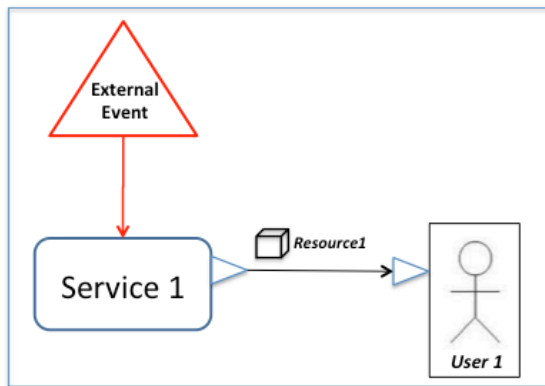 External
Event
Resource1
Service 1
User 1